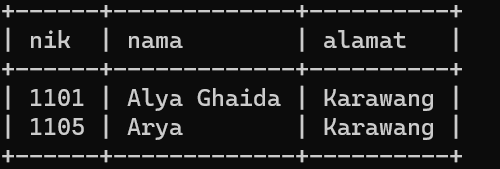 +------+-------------+----------+
| nik  | nama        | alamat   |
+------+-------------+----------+
| 1101 | Alya Ghaida | Karawang |
| 1105 | Arya        | Karawang |
+------+-------------+----------+